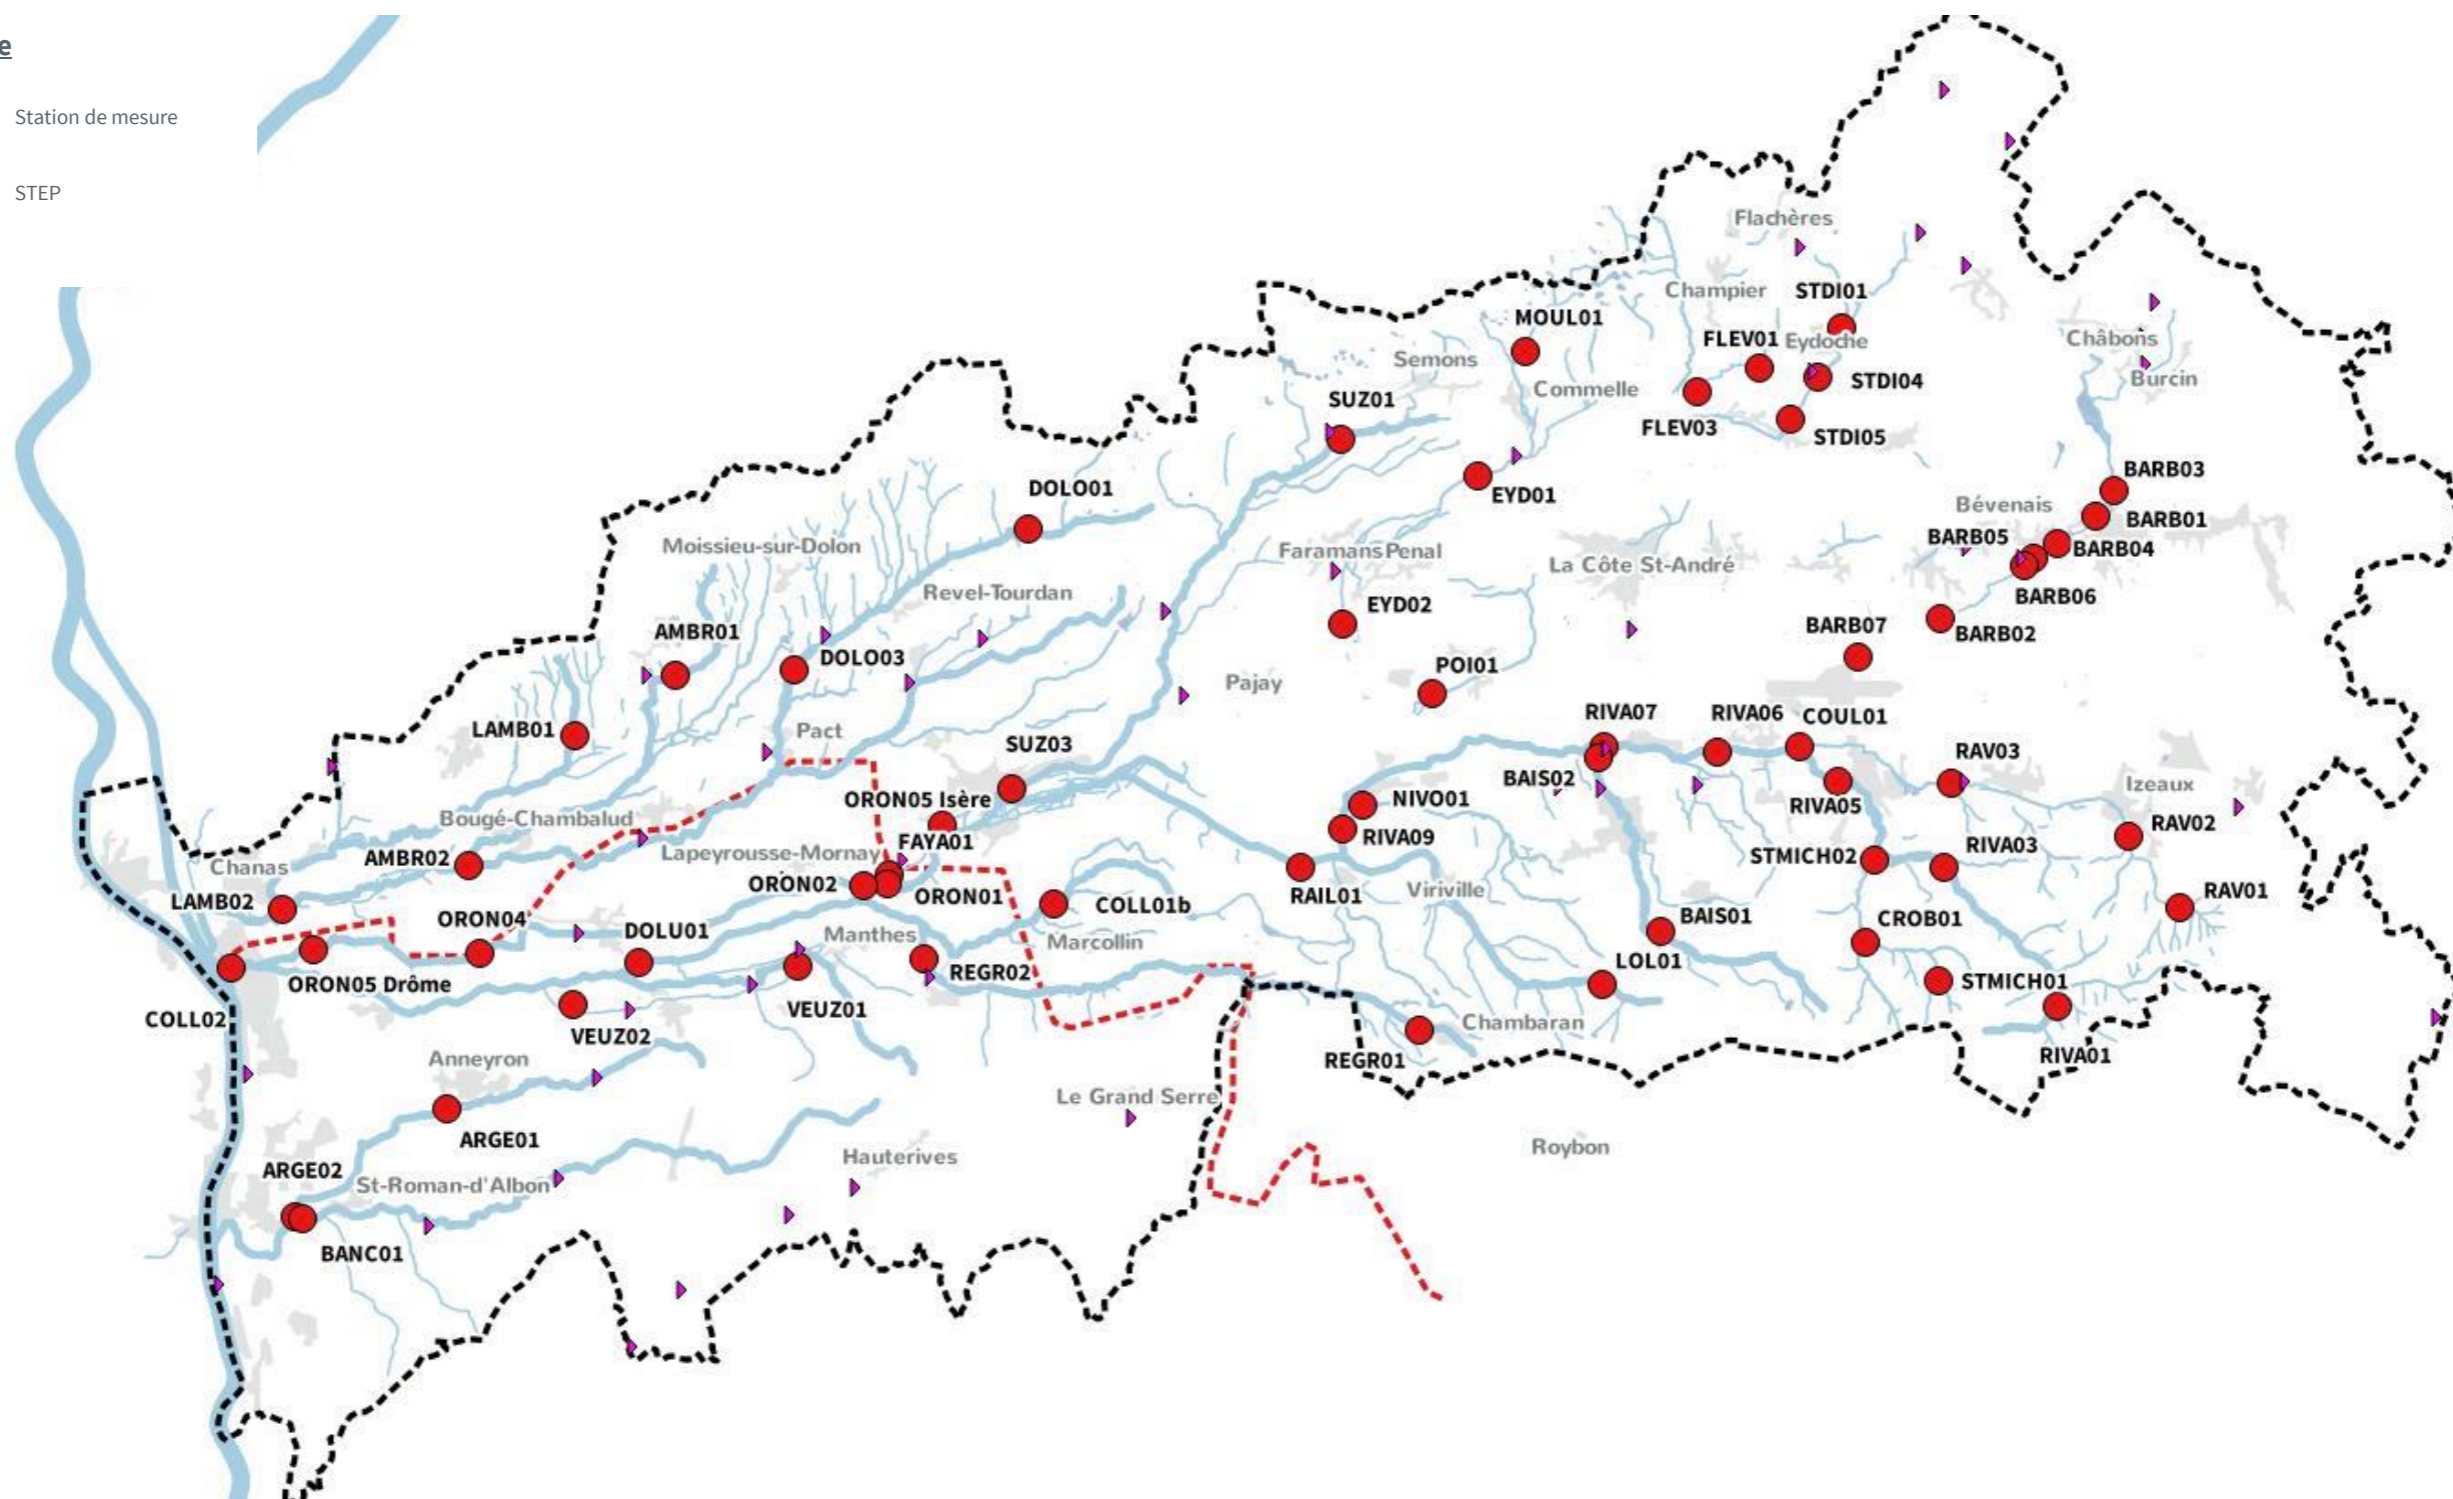 e
Station de mesure
STEP
Flachères
Champier
STDI01
MOUL01
FLEV01
Eydoche
Châbons
Semons
Commelle
STDI04
Burcin
SUZ01
FLEV03
STDI05
BARB03
DOLO01
EYD01
Bévenais
BARB01
BARB05
BARB04
Moissieu-sur-Dolon
Faramans
Penal
La Côte St-André
Revel-Tourdan
EYD02
BARB06
AMBR01
BARB07
BARB02
DOLO03
POI01
Pajay
LAMB01
Pact
SUZ03
RIVA07
RIVA06
COUL01
RAV03
BAIS02
Izeaux
ORON05 Isère
NIVO01
RIVA05
Bougé-Chambalud
FAYA01
RIVA09
RAV02
Lapeyrousse-Mornay
RIVA03
AMBR02
STMICH02
Chanas
ORON02
ORON01
RAIL01
Viriville
RAV01
LAMB02
COLL01b
BAIS01
CROB01
ORON04
DOLU01
Manthes
Marcollin
LOL01
REGR02
STMICH01
ORON05 Drôme
COLL02
VEUZ01
Chambaran
VEUZ02
REGR01
RIVA01
Anneyron
Le Grand Serre
ARGE01
Roybon
Hauterives
ARGE02
St-Roman-d'Albon
BANC01